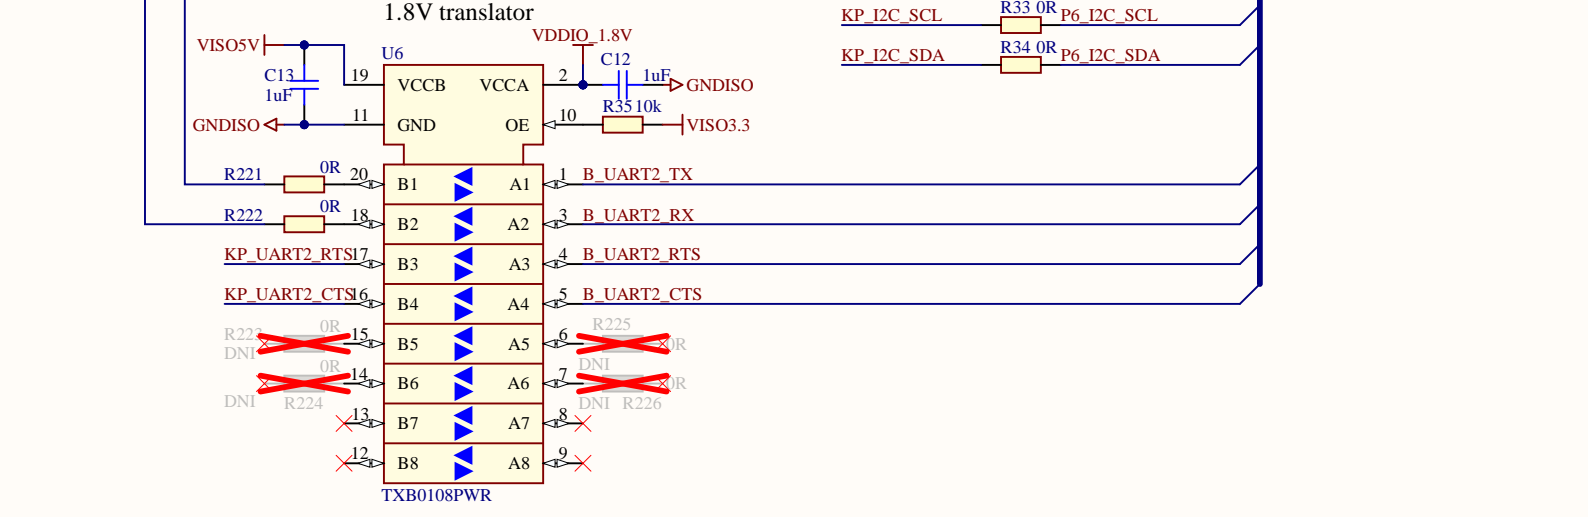 1.8V translator
KP_I2C_SCL R33 0R P6_I2C_SCL
VISO5V U6 VDDIO_1.8V
KP_I2C_SDA R34 0R P6_I2C_SDA
C13 1uF 19 VCCB VCCA 2 C12 1uF GNDISO
GNDISO 11 GND OE 10 R35 10k VISO3.3
R221 0R 20 B1 A1 1 B_UART2_TX
R222 0R 18 B2 A2 3 B_UART2_RX
KP_UART2_RTS 17 B3 A3 4 B_UART2_RTS
KP_UART2_CTS 16 B4 A4 5 B_UART2_CTS
R223 0R DNI 15 B5 A5 6 R225 0R DNI
0R DNI R224 14 B6 A6 7 0R DNI R226
13 B7 A7 8
12 B8 A8 9
TXB0108PWR